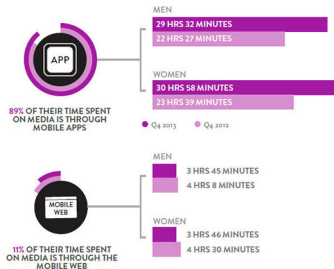 MEN
29 HRS 32 MINUTES
22 HRS 27 MINUTES
APP
WOMEN
30 HRS 58 MINUTES
23 HRS 39 MINUTES
89% OF THEIR TIME SPENT
ON MEDIA IS THROUGH
MOBILE APPS
Q4 2013
Q4 2012
MEN
3 HRS 45 MINUTES
4 HRS 8 MINUTES
MOBILE
WEB
WOMEN
3 HRS 46 MINUTES
4 HRS 30 MINUTES
11% OF THEIR TIME SPENT
ON MEDIA IS THROUGH THE
MOBILE WEB